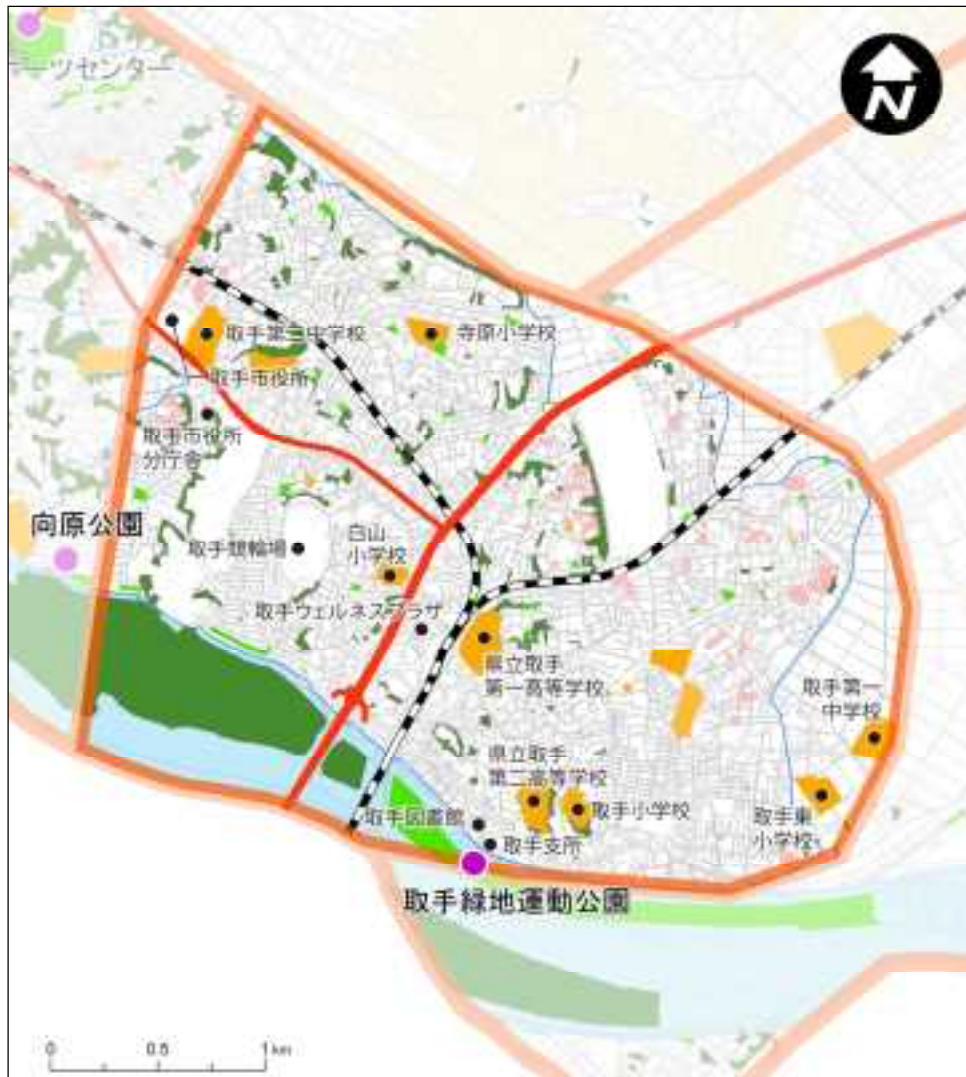 ーツセンター
N
取手第二中学校
寺原小学校
取手市役所
取手市役所
分庁舎
向原公園
取手競輪場
白山
小学校
取手ウェルネスプラザ
県立取手
第一高等学校
取手第一
中学校
県立取手
第二高等学校
取手図書館
取手小学校
取手東
小学校
取手支所
取手緑地運動公園
0 0.5 1 km